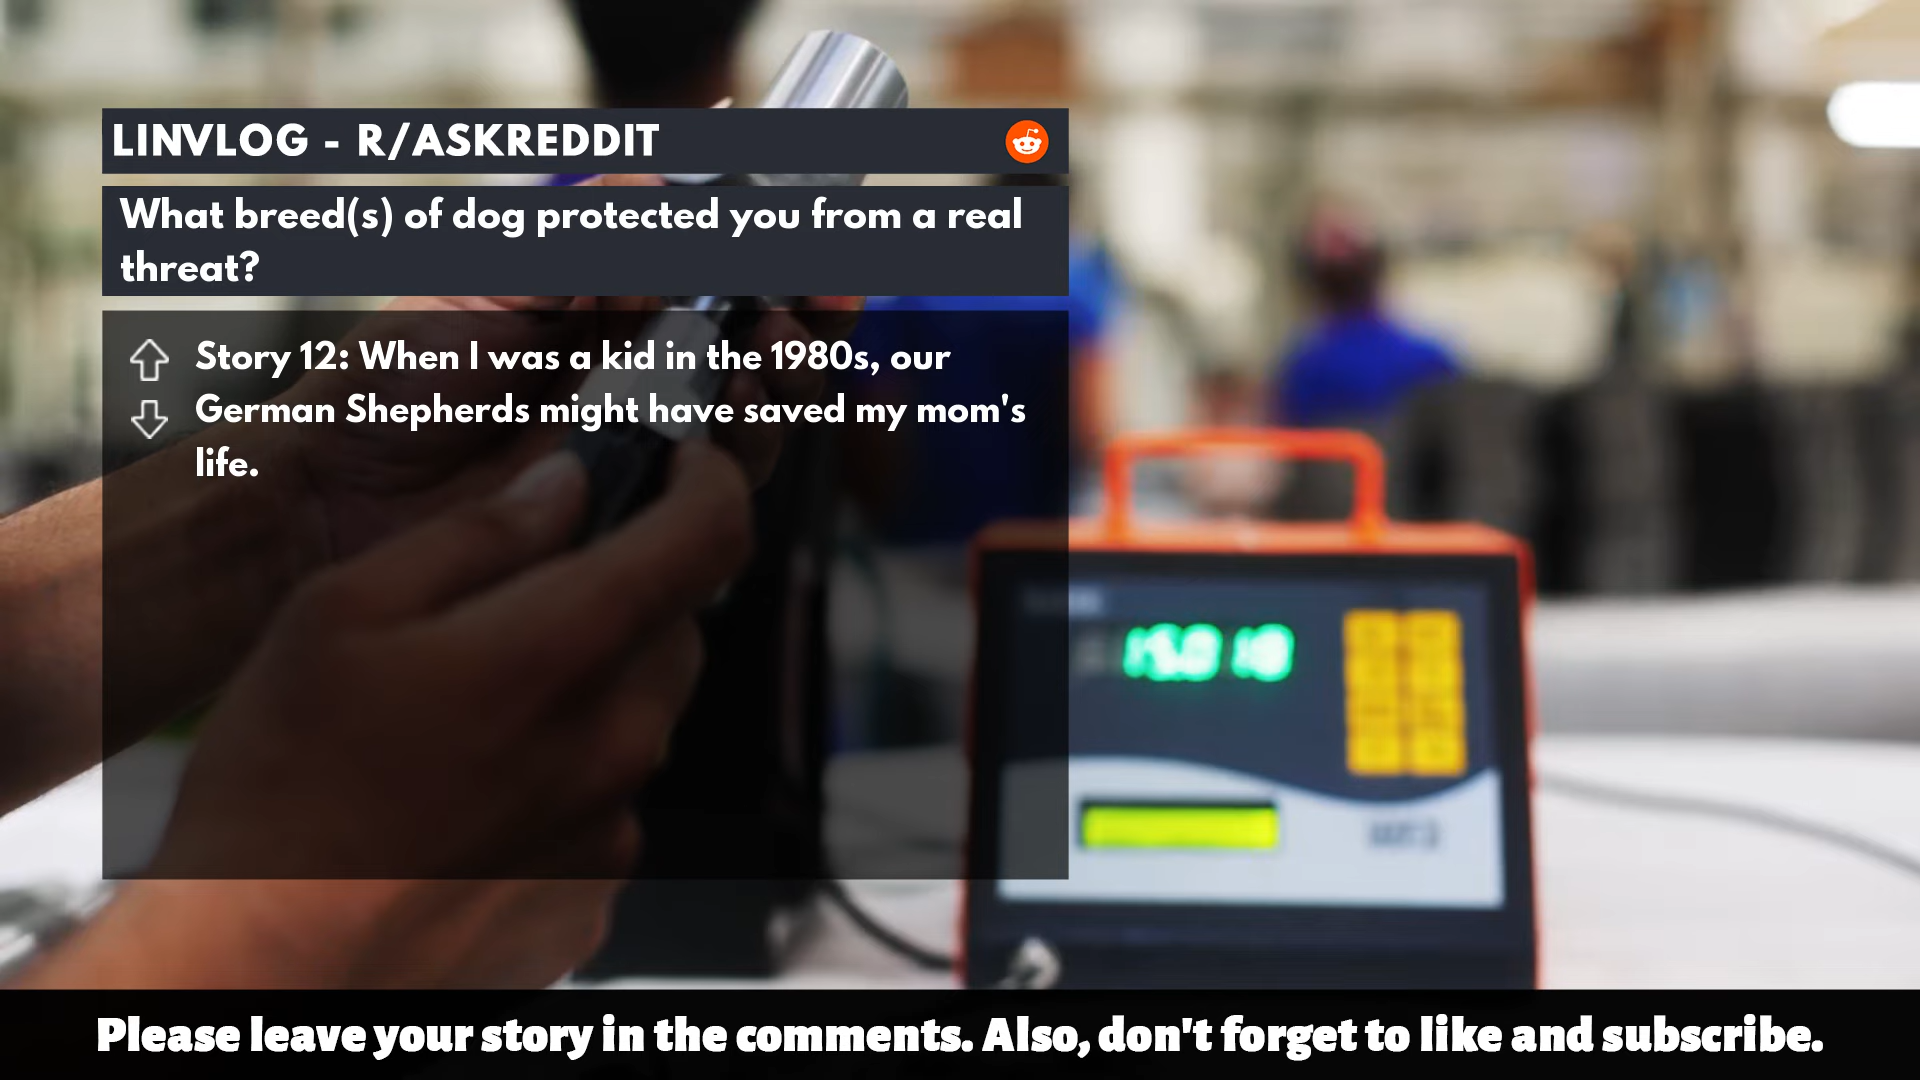 LINVLOG - R/ASKREDDIT
What breed(s) of dog protected you from a real
threat?
Story 12: When I was a kid in the 1980s, our
German Shepherds might have saved my mom's
life.
Please leave your story in the comments. Also, don't forget to like and subscribe.